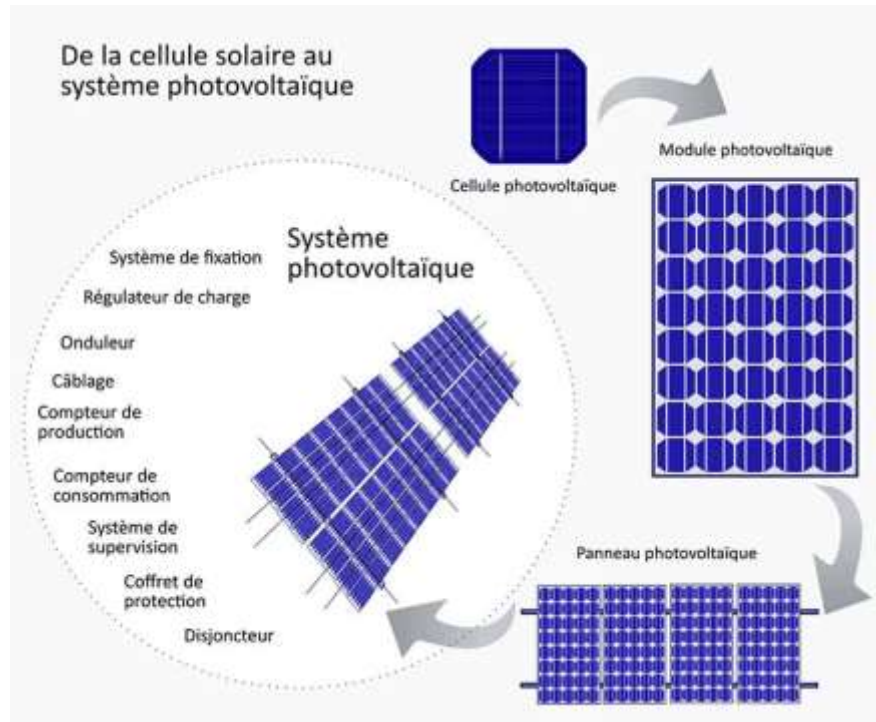 De la cellule solaire au
système photovoltaïque
Cellule photovoltaïque
Module photovoltaïque
Système
photovoltaïque
Système de fixation
Régulateur de charge
Onduleur
Câblage
Compteur de
production
Compteur de
consommation
Système de
supervision
Coffret de
protection
Disjoncteur
Panneau photovoltaïque